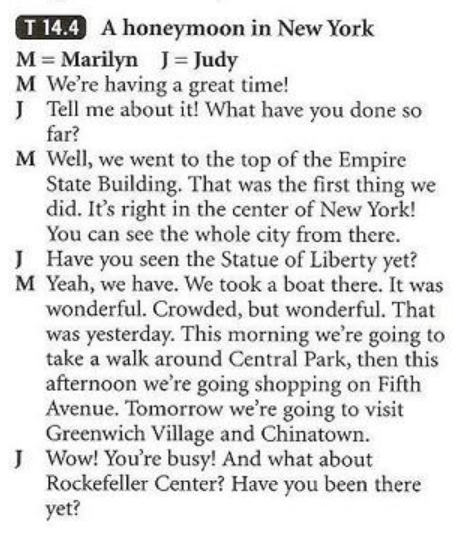 T 14.4 A honeymoon in New York
M = Marilyn J = Judy
M We're having a great time!
J Tell me about it! What have you done so
far?
M Well, we went to the top of the Empire
State Building. That was the first thing we
did. It's right in the center of New York!
You can see the whole city from there.
J Have you seen the Statue of Liberty yet?
M Yeah, we have. We took a boat there. It was
wonderful. Crowded, but wonderful. That
was yesterday. This morning we're going to
take a walk around Central Park, then this
afternoon we're going shopping on Fifth
Avenue. Tomorrow we're going to visit
Greenwich Village and Chinatown.
J Wow! You're busy! And what about
Rockefeller Center? Have you been there
yet?